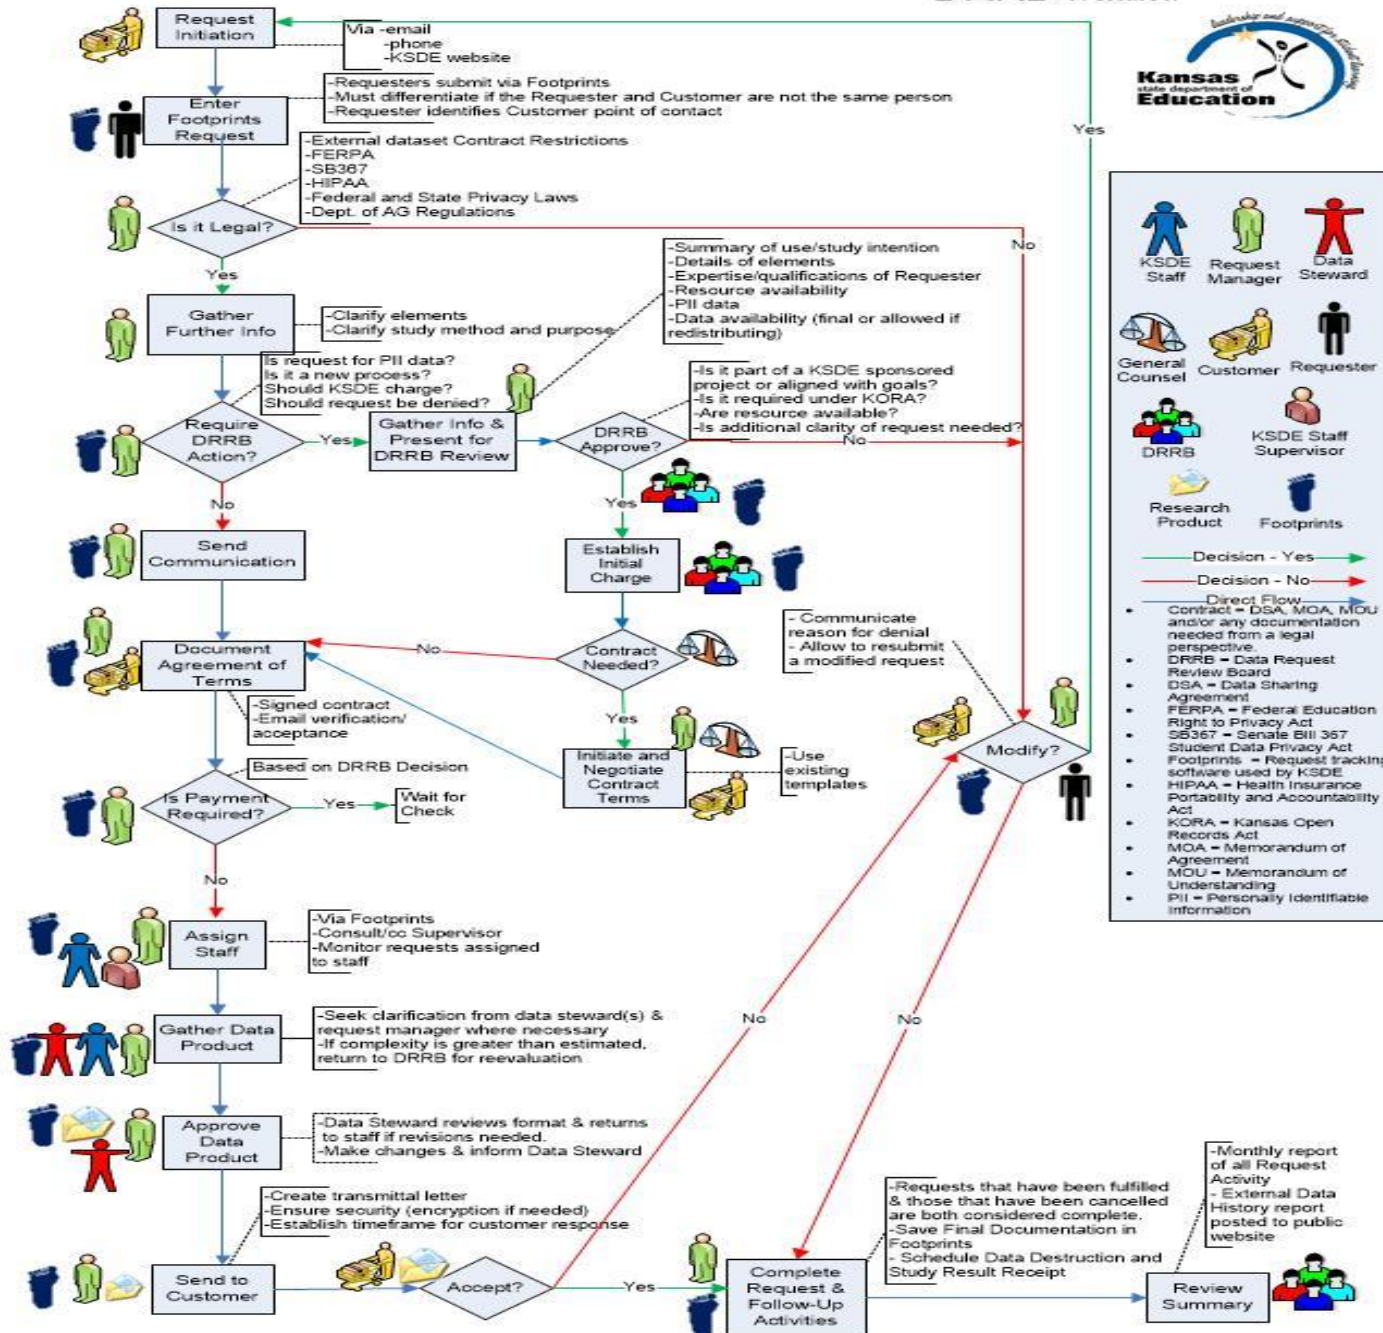 Request
Initiation
Via -email
-phone
-KSDE website
leadership and support for student learning
Kansas
state department of
Education
Enter
Footprints
Request
-Requesters submit via Footprints
-Must differentiate if the Requester and Customer are not the same person
-Requester identifies Customer point of contact
Yes
-External dataset Contract Restrictions
-FERPA
-SB367
-HIPAA
-Federal and State Privacy Laws
-Dept. of AG Regulations
Is it Legal?
No
Yes
Gather
Further Info
-Clarify elements
-Clarify study method and purpose
-Summary of use/study intention
-Details of elements
-Expertise/qualifications of Requester
-Resource availability
-PII data
-Data availability (final or allowed if
redistributing)
Is request for PII data?
Is it a new process?
Should KSDE charge?
Should request be denied?
Require
DRRB
Action?
Yes
Gather Info &
Present for
DRRB Review
DRRB
Approve?
-Is it part of a KSDE sponsored
project or aligned with goals?
-Is it required under KORA?
-Are resource available?
-Is additional clarity of request needed?
No
No
Yes
Send
Communication
Establish
Initial
Charge
Document
Agreement of
Terms
No
Contract
Needed?
- Communicate
reason for denial
- Allow to resubmit
a modified request
-Signed contract
-Email verification/
acceptance
Yes
Initiate and
Negotiate
Contract
Terms
-Use
existing
templates
Modify?
Based on DRRB Decision
Is Payment
Required?
Yes
Wait for
Check
No
Assign
Staff
-Via Footprints
-Consult/cc Supervisor
-Monitor requests assigned
to staff
Gather Data
Product
-Seek clarification from data steward(s) &
request manager where necessary
-If complexity is greater than estimated,
return to DRRB for reevaluation
No
No
Approve
Data
Product
-Data Steward reviews format & returns
to staff if revisions needed.
-Make changes & inform Data Steward
-Create transmittal letter
-Ensure security (encryption if needed)
-Establish timeframe for customer response
Send to
Customer
Accept?
Yes
Complete
Request &
Follow-Up
Activities
-Requests that have been fulfilled
& those that have been cancelled
are both considered complete.
-Save Final Documentation in
Footprints
- Schedule Data Destruction and
Study Result Receipt
-Monthly report
of all Request
Activity
- External Data
History report
posted to public
website
Review
Summary
KSDE
Staff
Request
Manager
Data
Steward
General
Counsel
Customer
Requester
DRRB
KSDE Staff
Supervisor
Research
Product
Footprints
Decision - Yes
Decision - No
Direct Flow
• Contract = DSA, MOA, MOU
and/or any documentation
needed from a legal
perspective.
• DRRB = Data Request
Review Board
• DSA = Data Sharing
Agreement
• FERPA = Federal Education
Right to Privacy Act
• SB367 = Senate Bill 367
Student Data Privacy Act
• Footprints = Request tracking
software used by KSDE
• HIPAA = Health Insurance
Portability and Accountability
Act
• KORA = Kansas Open
Records Act
• MOA = Memorandum of
Agreement
• MOU = Memorandum of
Understanding
• PII = Personally Identifiable
Information